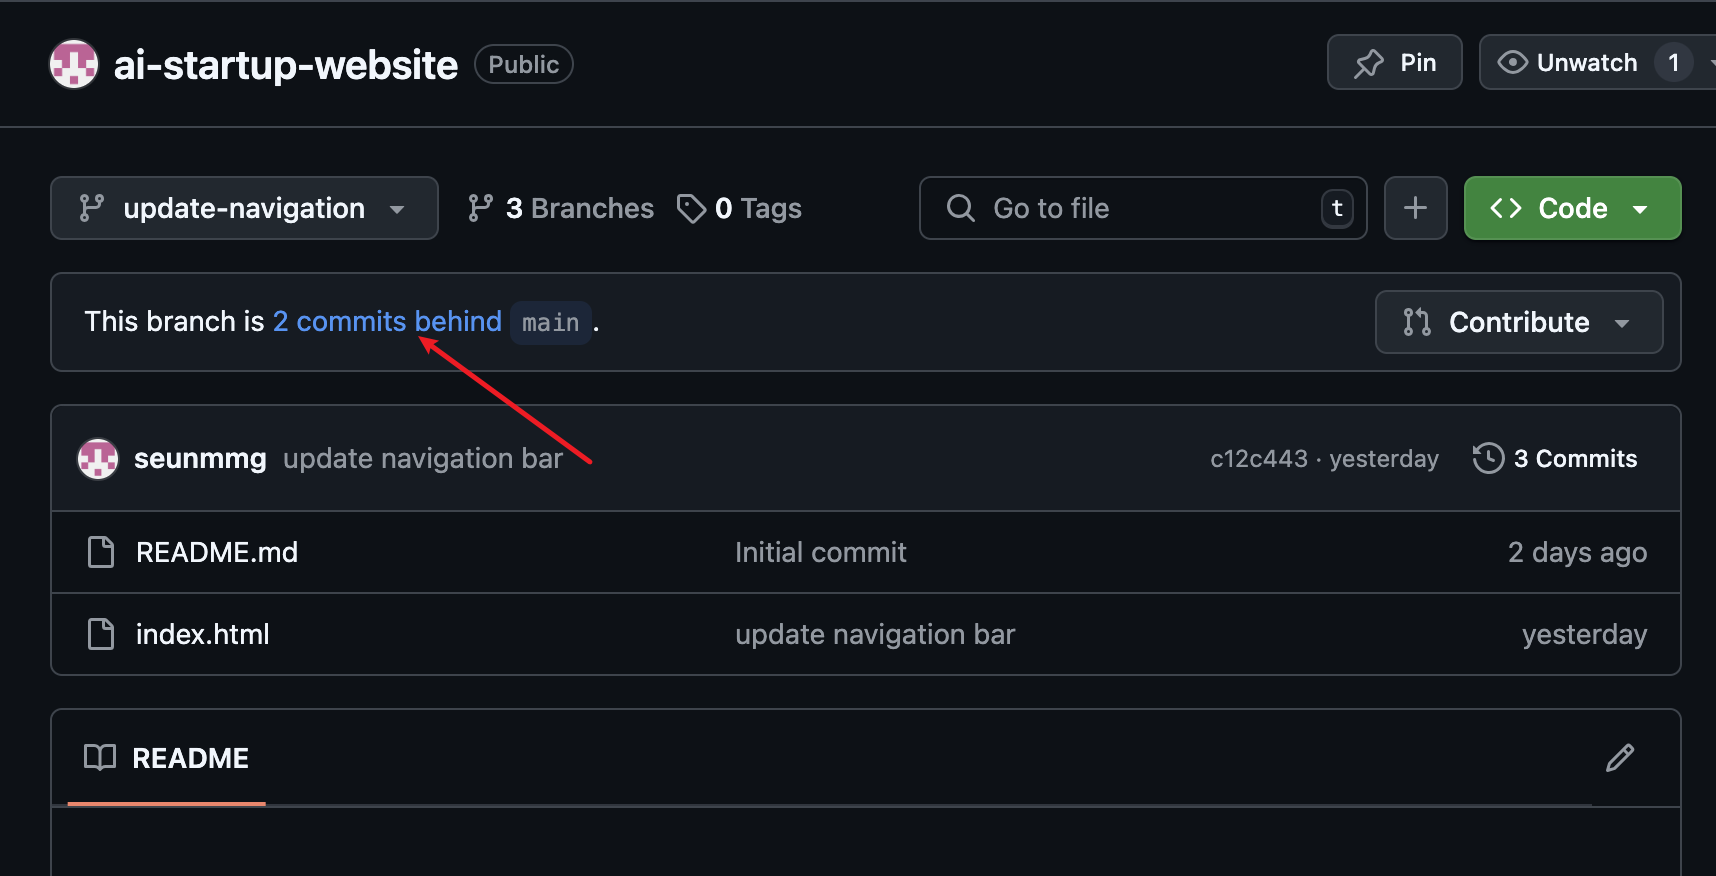 ai-startup-website Public Pin Unwatch 1
update-navigation 3 Branches 0 Tags Go to file t Code
This branch is 2 commits behind main .
Contribute
seunmmg update navigation bar c12c443 · yesterday 3 Commits
README.md Initial commit 2 days ago
index.html update navigation bar yesterday
README